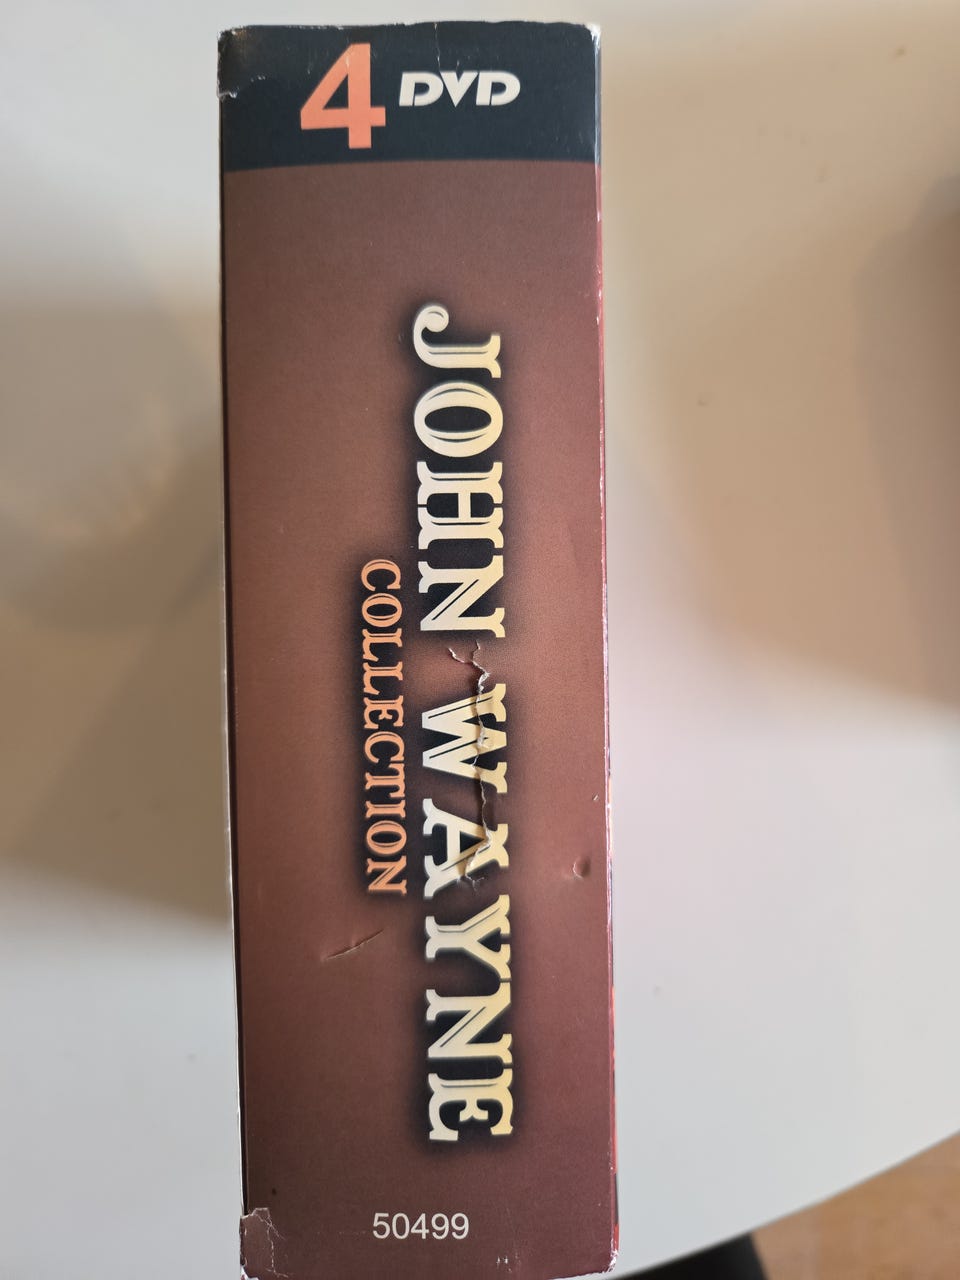 4 DVD
JOHN WAYNE
COLLECTION
50499